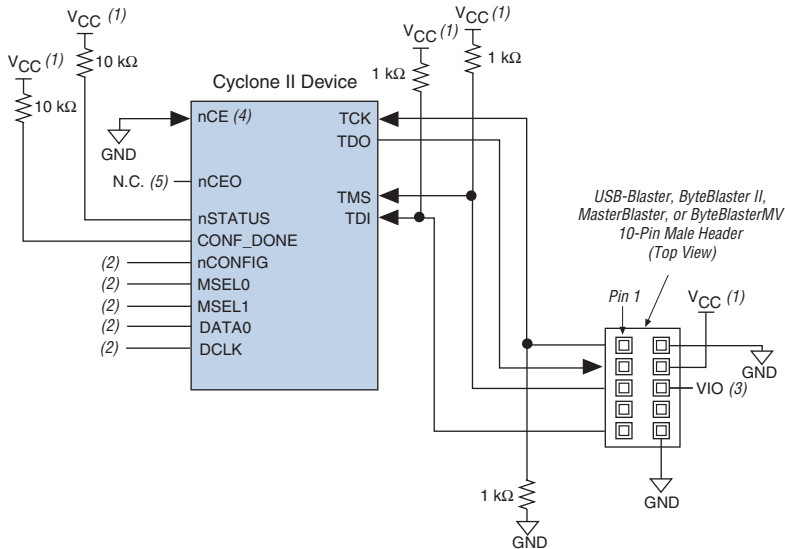 VCC (1)
VCC (1)
VCC (1)
VCC (1)
10 kΩ
10 kΩ
1 kΩ
1 kΩ
Cyclone II Device
nCE (4)
TCK
GND
TDO
N.C. (5)
nCEO
TMS
nSTATUS
TDI
CONF_DONE
(2)
nCONFIG
(2)
MSEL0
(2)
MSEL1
(2)
DATA0
(2)
DCLK
USB-Blaster, ByteBlaster II,
MasterBlaster, or ByteBlasterMV
10-Pin Male Header
(Top View)
Pin 1
VCC (1)
GND
VIO (3)
1 kΩ
GND
GND